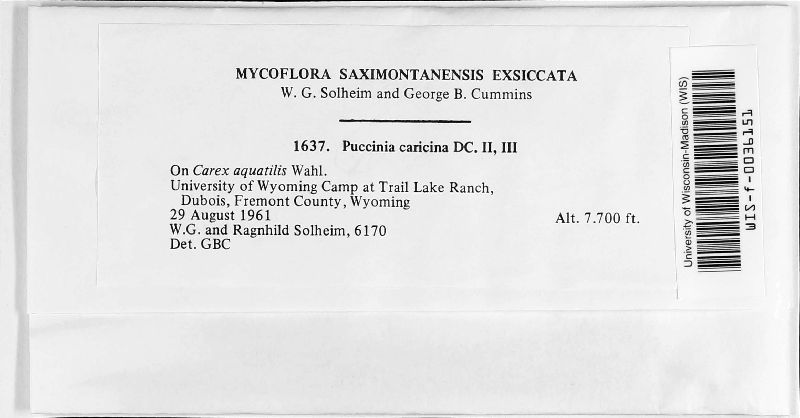 MYCOFLORA SAXIMONTANENSIS EXSICCATA
W. G. Solheim and George B. Cummins
1637. Puccinia caricina DC. II, III
On Carex aquatilis Wahl.
University of Wyoming Camp at Trail Lake Ranch,
Dubois, Fremont County, Wyoming
29 August 1961 Alt. 7.700 ft.
W.G. and Ragnhild Solheim, 6170
Det. GBC
University of Wisconsin-Madison (WIS)
WIS-f-0036151